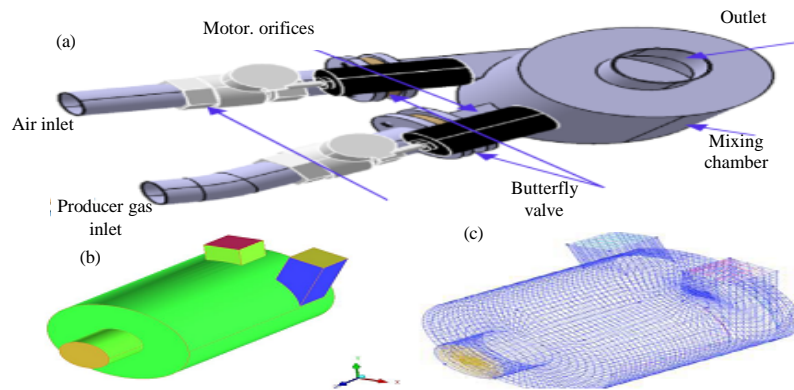 (a)
Motor. orifices
Outlet
Air inlet
Mixing
chamber
Producer gas
inlet
Butterfly
valve
(b)
(c)